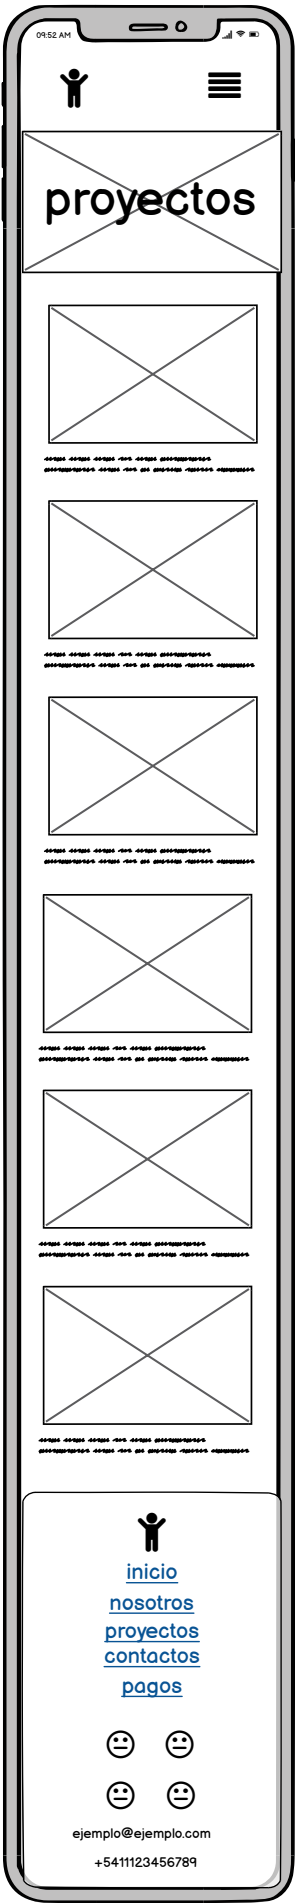 09:52 AM
proyectos
inicio
nosotros
proyectos
contactos
pagos
ejemplo@ejemplo.com
+5411123456789